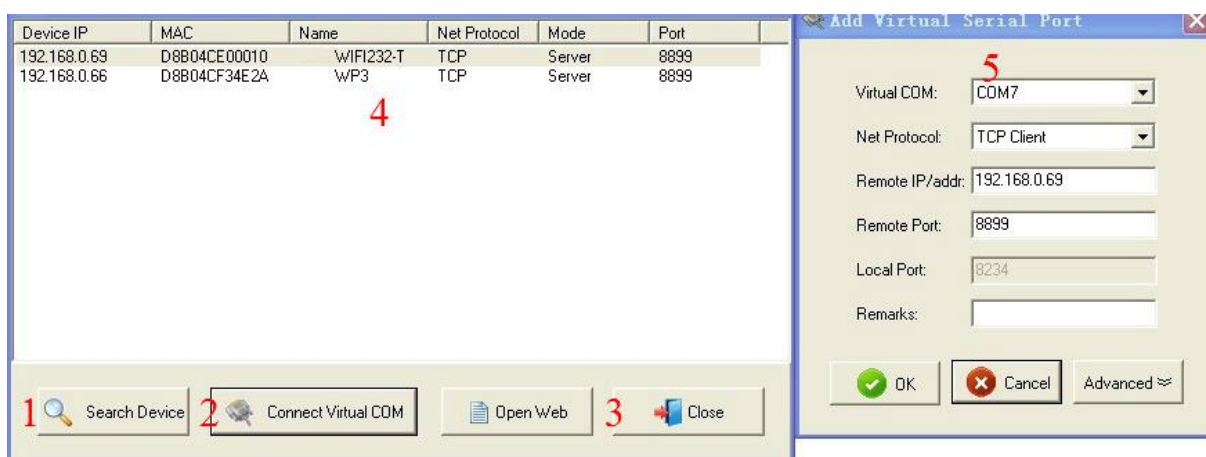 Device IP MAC Name Net Protocol Mode Port
192.168.0.69 D8B04CE00010 WIFI232-T TCP Server 8899
192.168.0.66 D8B04CF34E2A WP3 TCP Server 8899
4
1 Search Device 2 Connect Virtual COM Open Web 3 Close
Add Virtual Serial Port
5
Virtual COM: COM7
Net Protocol: TCP Client
Remote IP/addr: 192.168.0.69
Remote Port: 8899
Local Port: 8234
Remarks:
OK Cancel Advanced